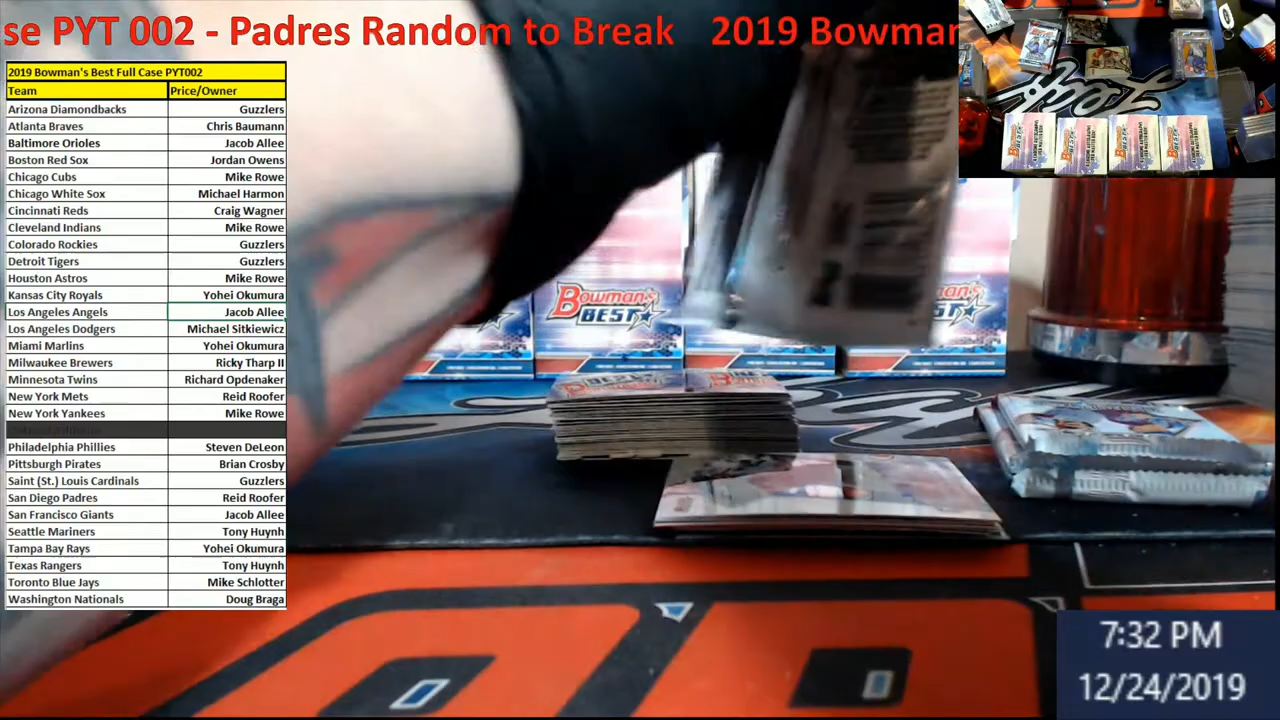 se PYT 002 - Padres Random to Break 2019 Bowman
2019 Bowman's Best Full Case PYT002
Team Price/Owner
Arizona Diamondbacks Guzzlers
Atlanta Braves Chris Baumann
Baltimore Orioles Jacob Allee
Boston Red Sox Jordan Owens
Chicago Cubs Mike Rowe
Chicago White Sox Michael Harmon
Cincinnati Reds Craig Wagner
Cleveland Indians Mike Rowe
Colorado Rockies Guzzlers
Detroit Tigers Guzzlers
Houston Astros Mike Rowe
Kansas City Royals Yohei Okumura
Los Angeles Angels Jacob Allee
Los Angeles Dodgers Michael Sitkiewicz
Miami Marlins Yohei Okumura
Milwaukee Brewers Ricky Tharp II
Minnesota Twins Richard Opdenaker
New York Mets Reid Roofer
New York Yankees Mike Rowe
Philadelphia Phillies Steven DeLeon
Pittsburgh Pirates Brian Crosby
Saint (St.) Louis Cardinals Guzzlers
San Diego Padres Reid Roofer
San Francisco Giants Jacob Allee
Seattle Mariners Tony Huynh
Tampa Bay Rays Yohei Okumura
Texas Rangers Tony Huynh
Toronto Blue Jays Mike Schlotter
Washington Nationals Doug Braga
Bowman's
BEST
7:32 PM
12/24/2019